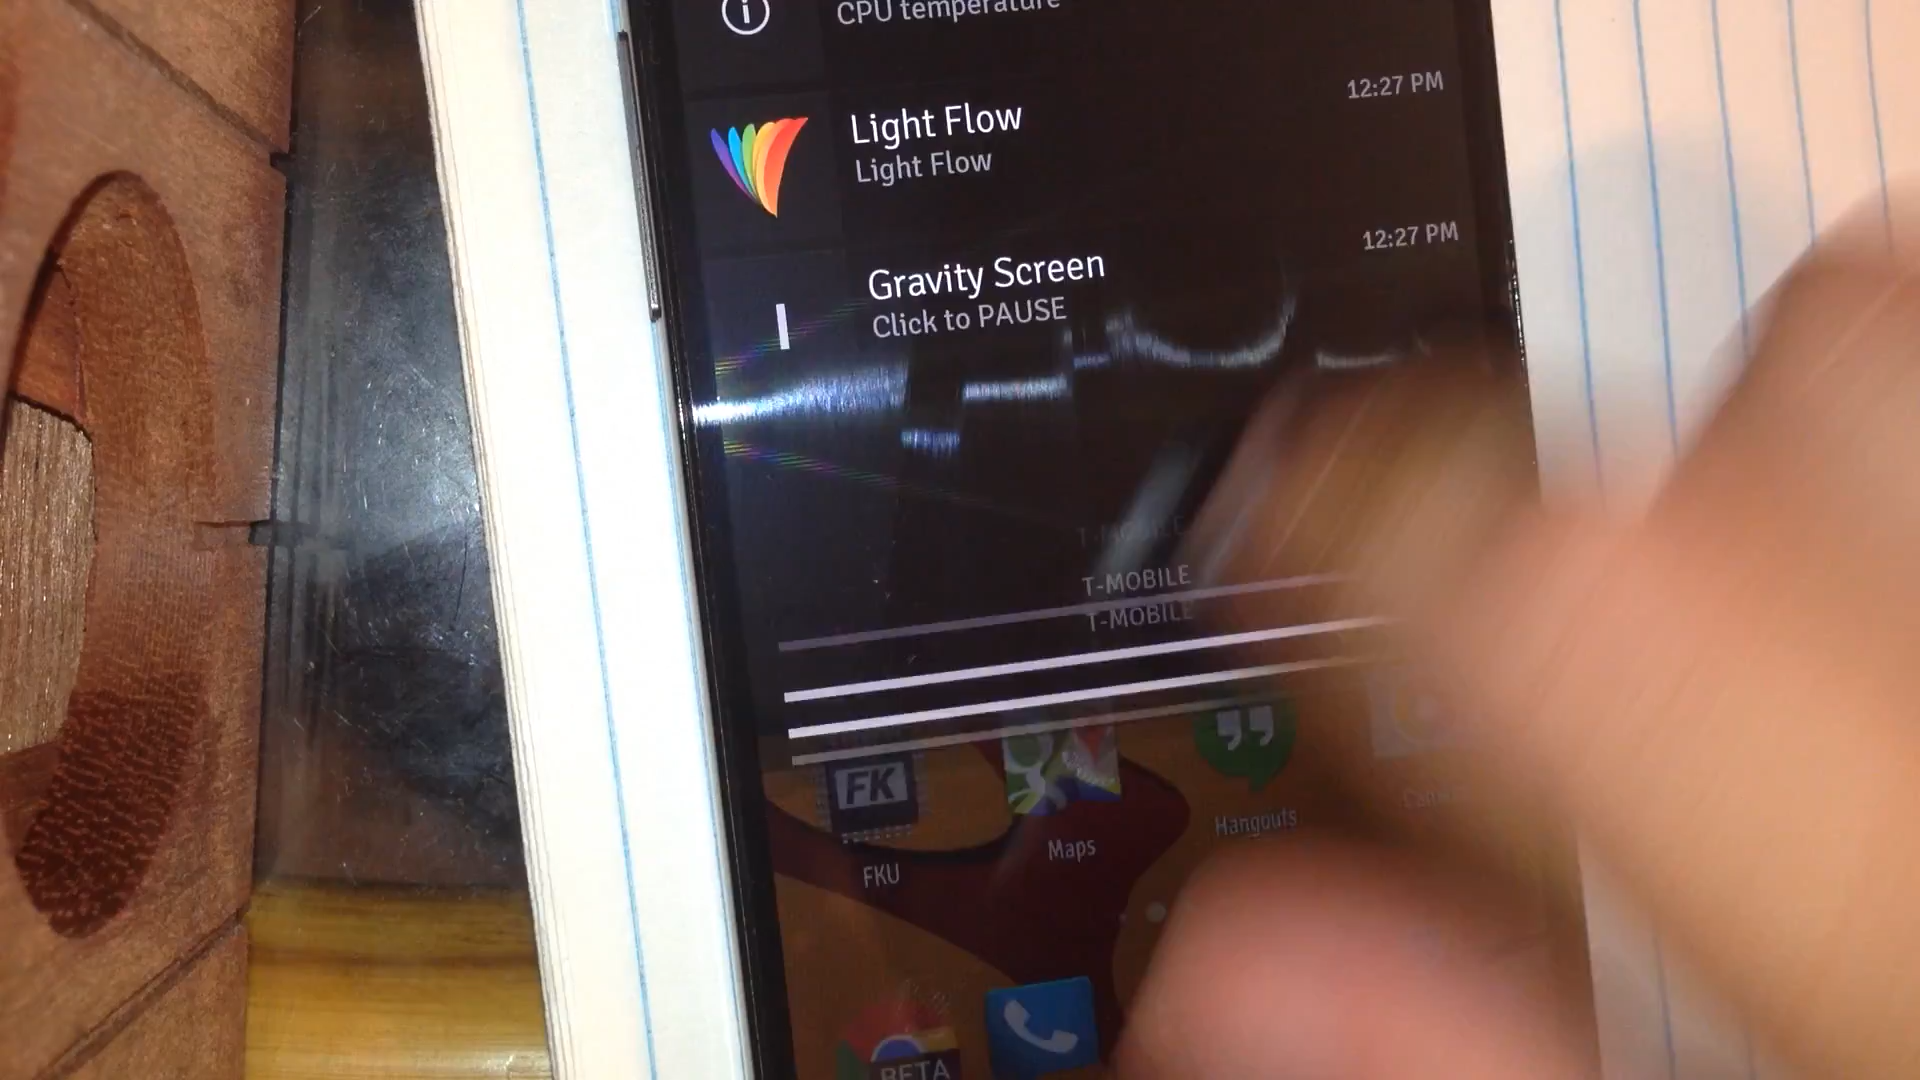 CPU temperature
12:27 PM
Light Flow
Light Flow
12:27 PM
Gravity Screen
Click to PAUSE
T-MOBILE
T-MOBILE
T-MOBILE
FK
FKU
Maps
Hangouts
BETA